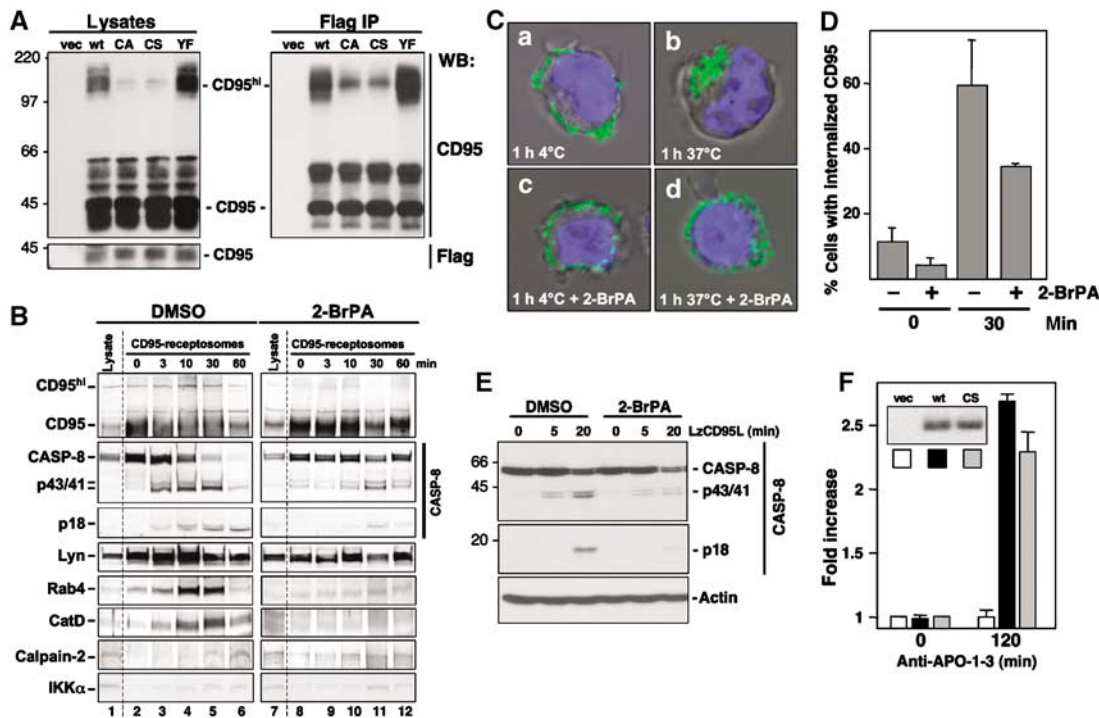 A
Lysates
Flag IP
vec wt CA CS YF
vec wt CA CS YF
WB:
220
97
66
45
45
CD95hi
CD95
CD95
CD95
Flag
B
DMSO
2-BrPA
Lysate
CD95-receptosomes
0 3 10 30 60
Lysate
CD95-receptosomes
0 3 10 30 60 min
CD95hi
CD95
CASP-8
p43/41
p18
CASP-8
Lyn
Rab4
CatD
Calpain-2
IKKα
1 2 3 4 5 6 7 8 9 10 11 12
C
a
1 h 4°C
b
1 h 37°C
c
1 h 4°C + 2-BrPA
d
1 h 37°C + 2-BrPA
D
% Cells with internalized CD95
60
40
20
− + − + 2-BrPA
0 30 Min
E
DMSO
2-BrPA
0 5 20 0 5 20 LzCD95L (min)
66
45
20
CASP-8
p43/41
p18
CASP-8
Actin
F
vec wt CS
Fold increase
2.5
2
1.5
1
0 120
Anti-APO-1-3 (min)